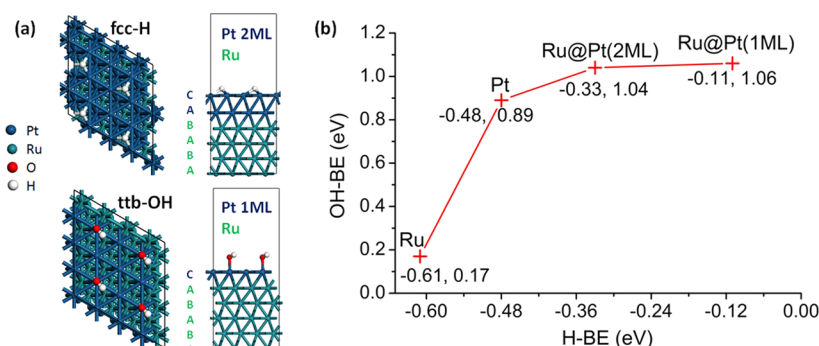 (a)
fcc-H
Pt 2ML
Ru
C
A
B
A
B
A
Pt
Ru
O
H
ttb-OH
Pt 1ML
Ru
C
A
B
A
B
A
B
(b)
OH-BE (eV)
1.2
1.0
0.8
0.6
0.4
0.2
0.0
Ru@Pt(2ML)
Ru@Pt(1ML)
-0.33, 1.04
-0.11, 1.06
Pt
-0.48, 0.89
Ru
-0.61, 0.17
-0.60 -0.48 -0.36 -0.24 -0.12 0.00
H-BE (eV)